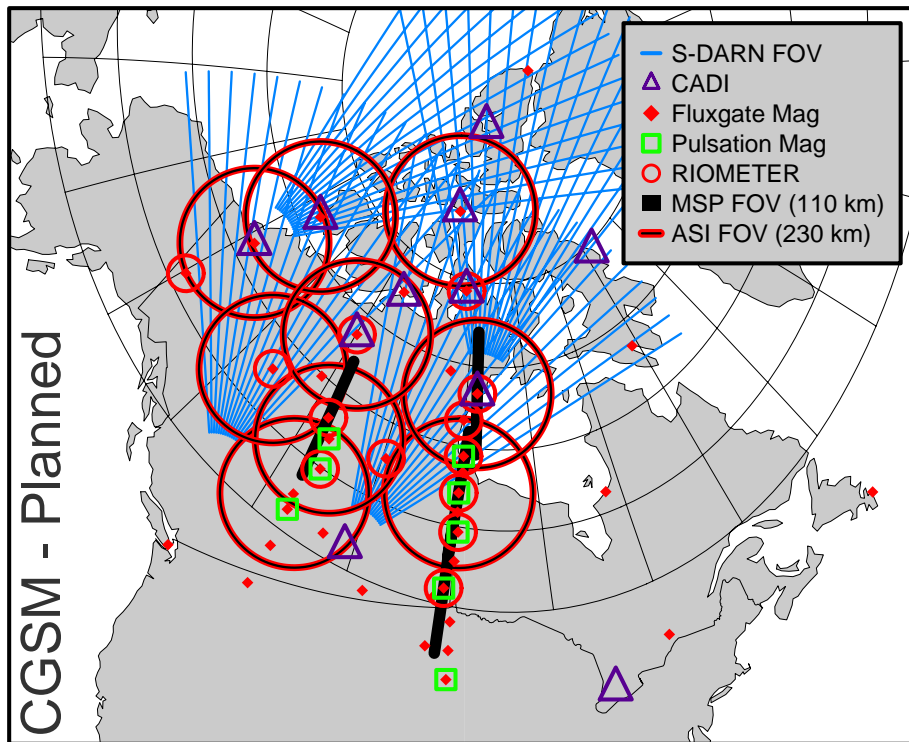 S-DARN FOV
CADI
Fluxgate Mag
Pulsation Mag
RIOMETER
MSP FOV (110 km)
ASI FOV (230 km)
CGSM - Planned